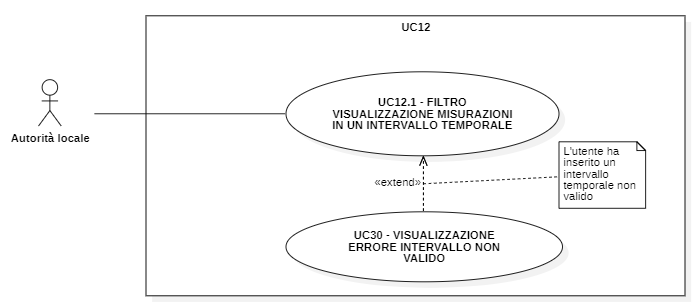 UC12
Autorità locale
UC12.1 - FILTRO
VISUALIZZAZIONE MISURAZIONI
IN UN INTERVALLO TEMPORALE
L'utente ha
inserito un
intervallo
temporale non
valido
«extend»
UC30 - VISUALIZZAZIONE
ERRORE INTERVALLO NON
VALIDO